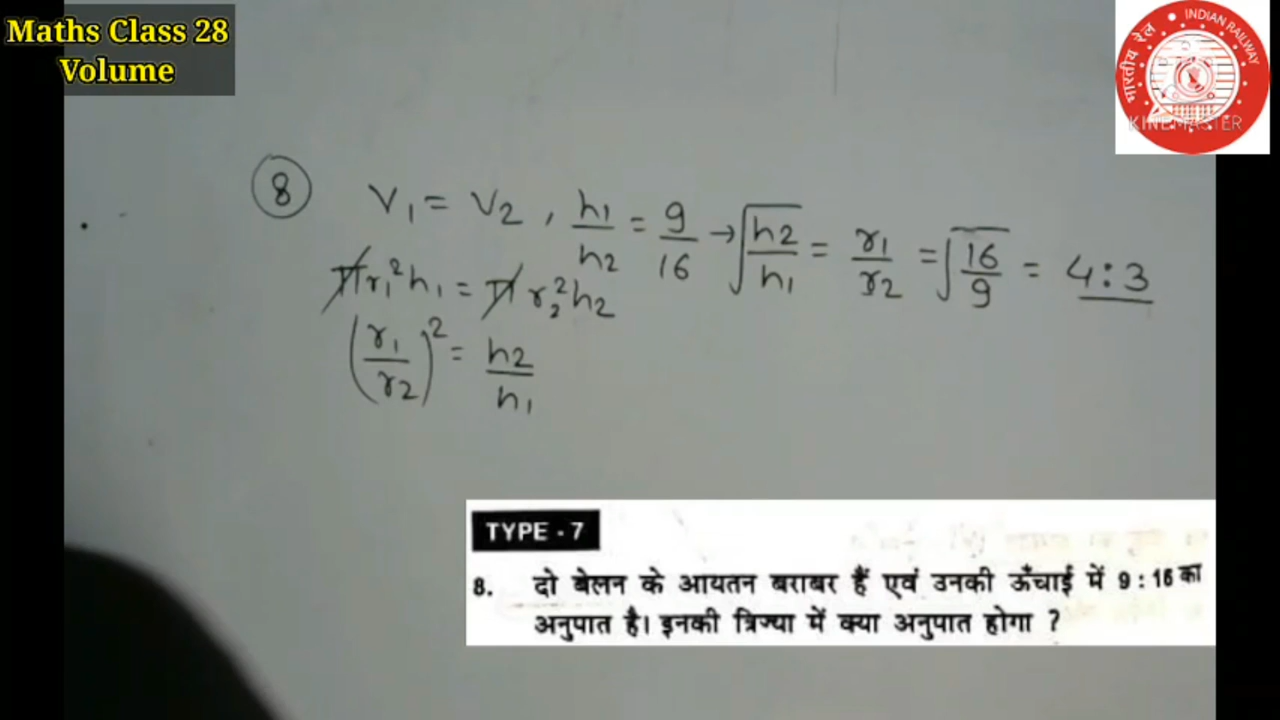 Maths Class 28
Volume
भारतीय रेल
INDIAN RAILWAY
KINEMASTER
8 V₁ = V₂ , h₁/h₂ = 9/16 → √(h₂/h₁) = r₁/r₂ = √(16/9) = 4:3
πr₁²h₁ = πr₂²h₂
(r₁/r₂)² = h₂/h₁
TYPE - 7
8. दो बेलन के आयतन बराबर हैं एवं उनकी ऊँचाई में 9 : 16 का
अनुपात है। इनकी त्रिज्या में क्या अनुपात होगा ?